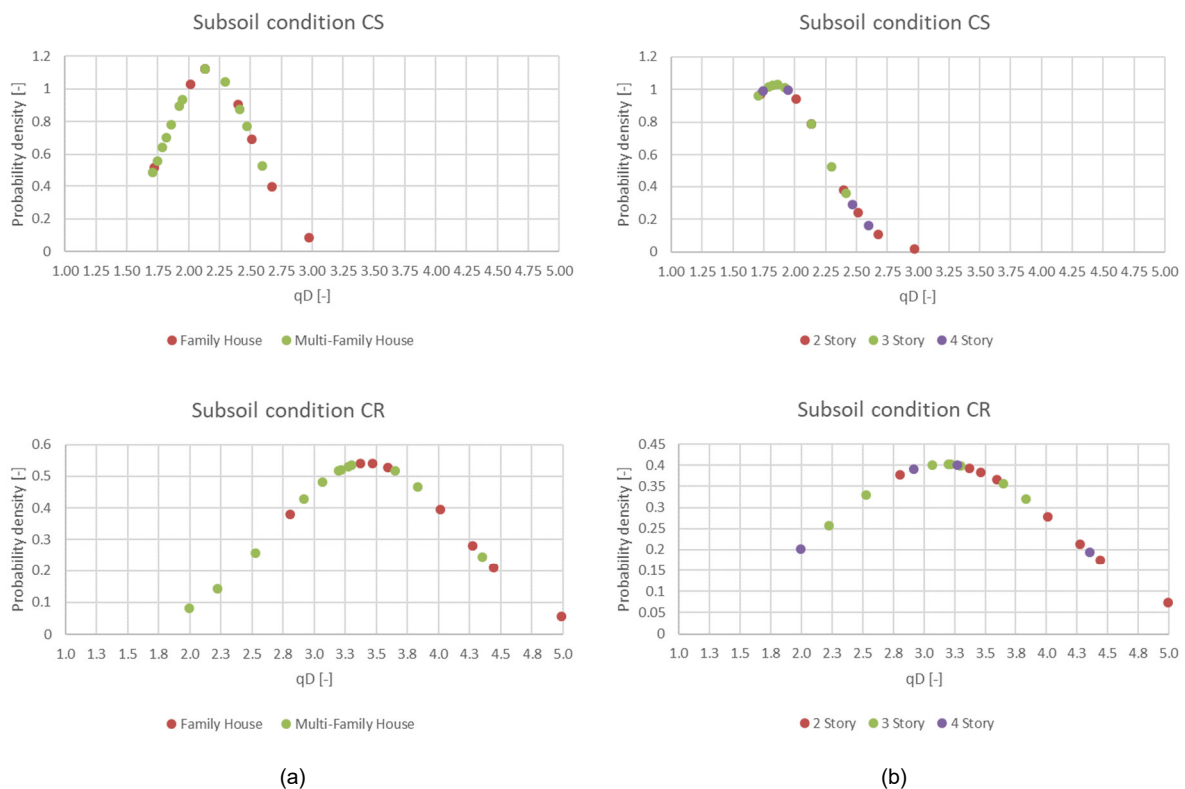 Subsoil condition CS
Probability density [-]
1.2
1
0.8
0.6
0.4
0.2
0
1.00 1.25 1.50 1.75 2.00 2.25 2.50 2.75 3.00 3.25 3.50 3.75 4.00 4.25 4.50 4.75 5.00
qD [-]
Family House Multi-Family House
Subsoil condition CS
Probability density [-]
1.2
1
0.8
0.6
0.4
0.2
0
1.00 1.25 1.50 1.75 2.00 2.25 2.50 2.75 3.00 3.25 3.50 3.75 4.00 4.25 4.50 4.75 5.00
qD [-]
2 Story 3 Story 4 Story
Subsoil condition CR
Probability density [-]
0.6
0.5
0.4
0.3
0.2
0.1
0
1.0 1.3 1.5 1.8 2.0 2.3 2.5 2.8 3.0 3.3 3.5 3.8 4.0 4.3 4.5 4.8 5.0
qD [-]
Family House Multi-Family House
Subsoil condition CR
Probability density [-]
0.45
0.4
0.35
0.3
0.25
0.2
0.15
0.1
0.05
0
1.0 1.3 1.5 1.8 2.0 2.3 2.5 2.8 3.0 3.3 3.5 3.8 4.0 4.3 4.5 4.8 5.0
qD [-]
2 Story 3 Story 4 Story
(a)
(b)